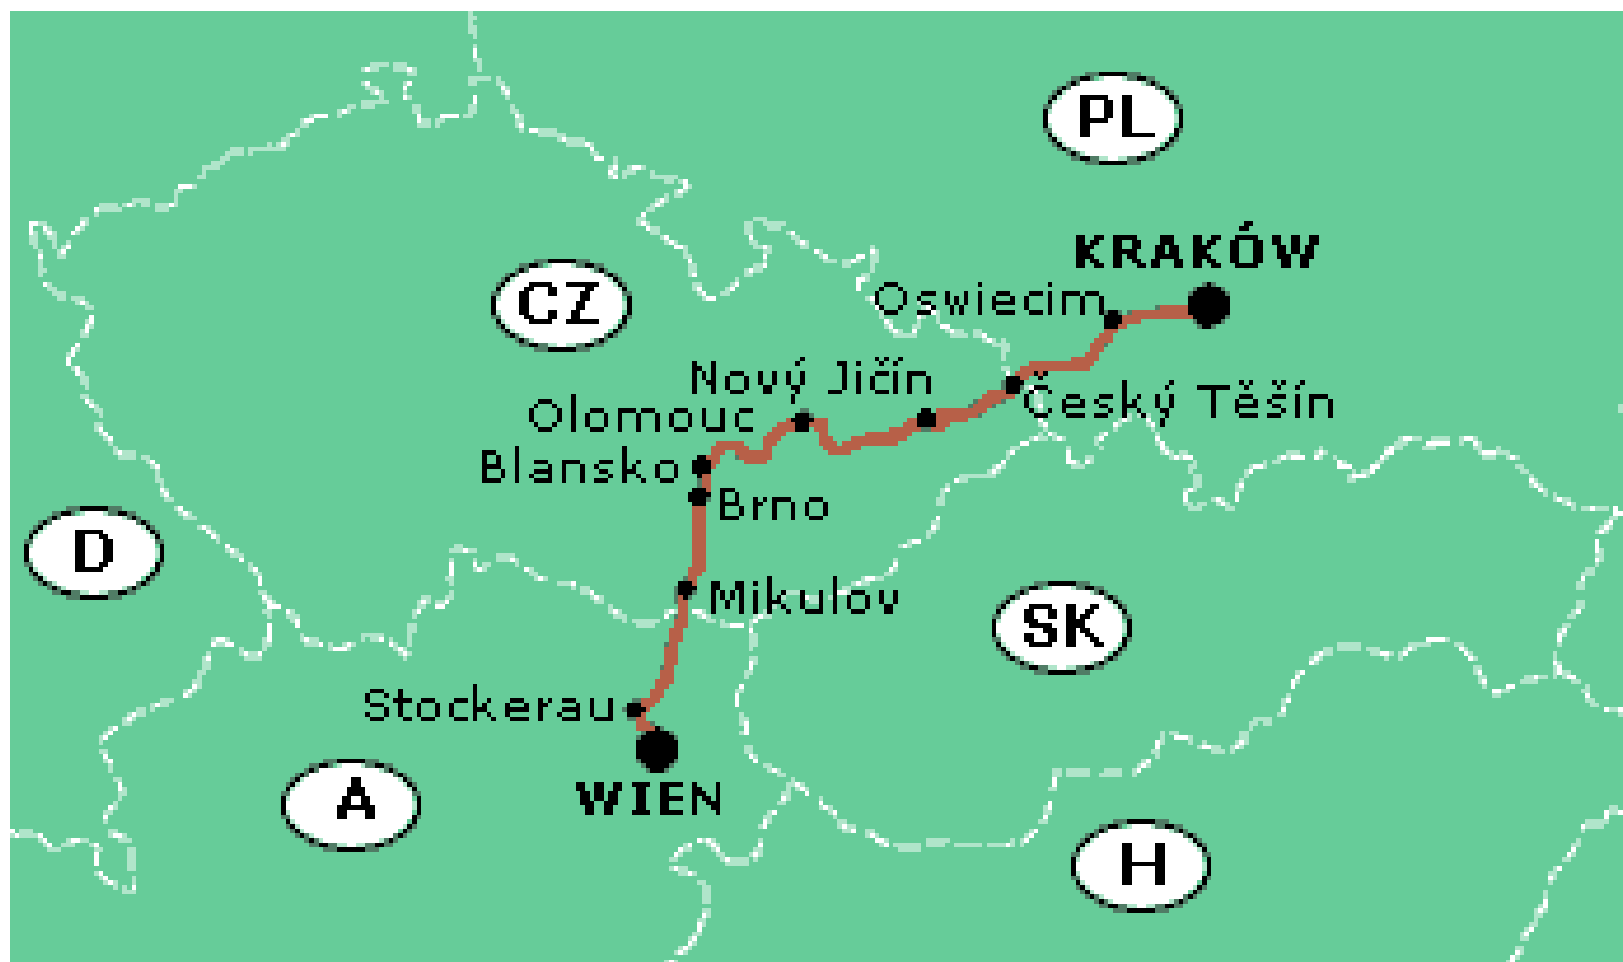 PL
KRAKÓW
CZ
Oswiecim
Nový Jičín
Český Těšín
Olomouc
Blansko
Brno
D
Mikulov
SK
Stockerau
WIEN
A
H